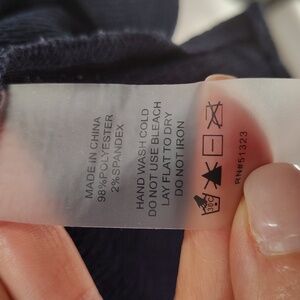 MADE IN CHINA
98%POLYESTER
2%SPANDEX
HAND WASH COLD
DO NOT USE BLEACH
LAY FLAT TO DRY
DO NOT IRON
RN#51323